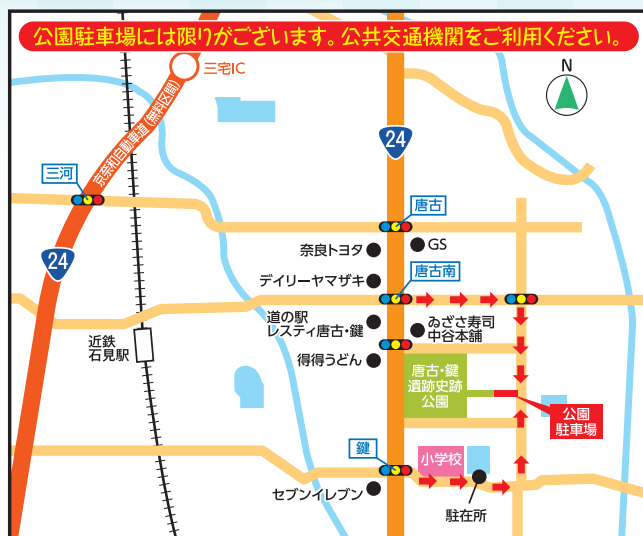 公園駐車場には限りがございます。公共交通機関をご利用ください。
三宅IC
N
京奈和自動車道(無料区間)
24
三河
唐古
24
奈良トヨタ
GS
デイリーヤマザキ
唐古南
道の駅
レスティ唐古・鍵
ゐざさ寿司
中谷本舗
近鉄
石見駅
得得うどん
唐古・鍵
遺跡史跡
公園
公園
駐車場
鍵
小学校
セブンイレブン
駐在所